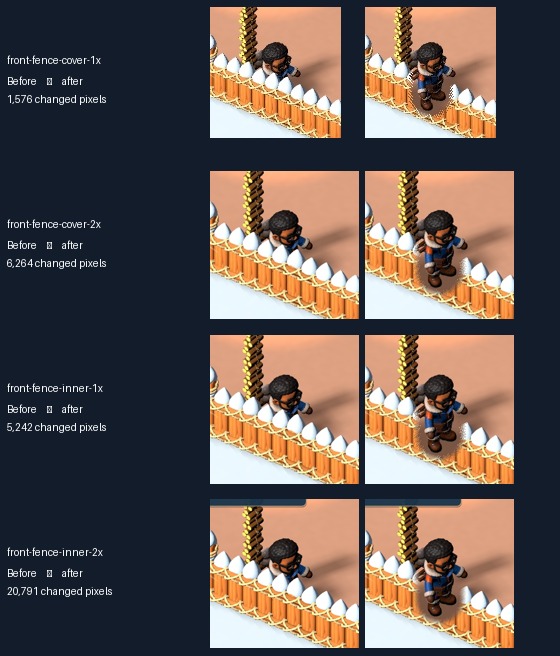 front-fence-cover-1x
Before after
1,576 changed pixels
front-fence-cover-2x
Before after
6,264 changed pixels
front-fence-inner-1x
Before after
5,242 changed pixels
front-fence-inner-2x
Before after
20,791 changed pixels